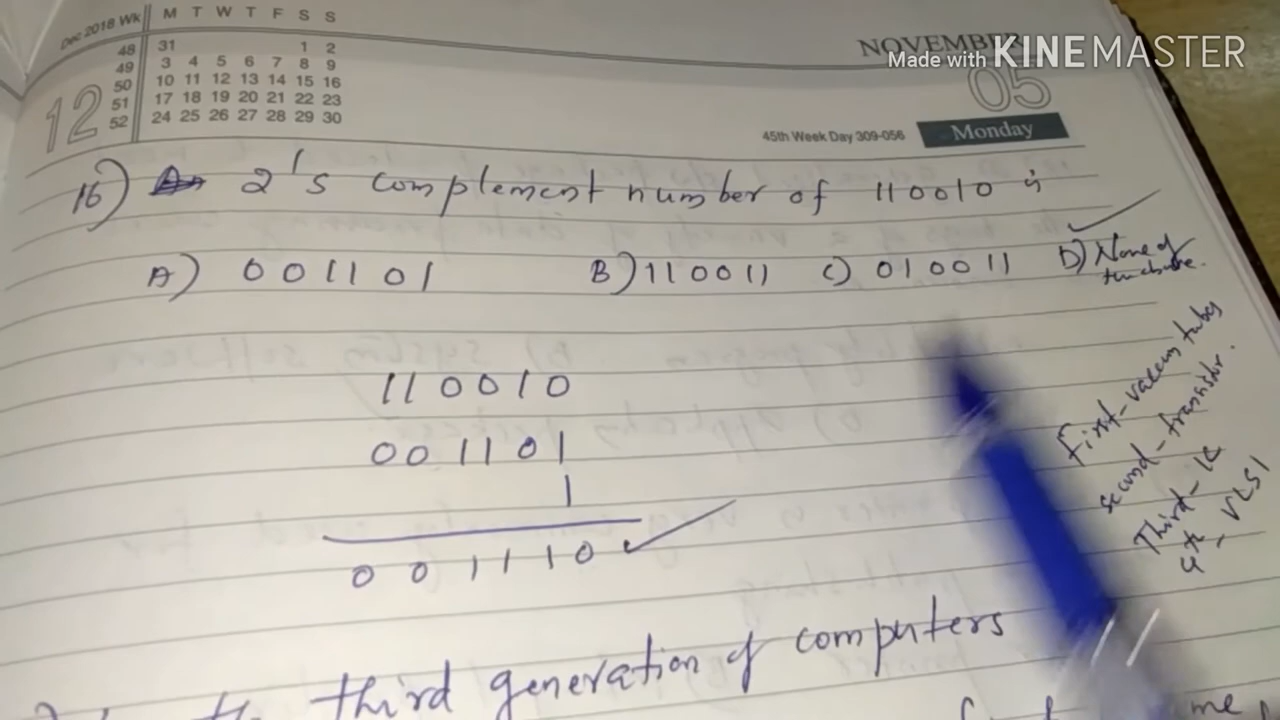 Dec 2018 Wk M T W T F S S
48 31 1 2
49 3 4 5 6 7 8 9
50 10 11 12 13 14 15 16
51 17 18 19 20 21 22 23
52 24 25 26 27 28 29 30
12
NOVEMBER
Made with KINEMASTER
05
45th Week Day 309-056 Monday
16) 2's complement number of 110010 is
A) 001101 B) 110011 C) 010011 D) None of the above.
110010
001101
1
001110
First - vacum tubes
second - transistor.
Third - IC
4th - VLSI
the third generation of computers
me